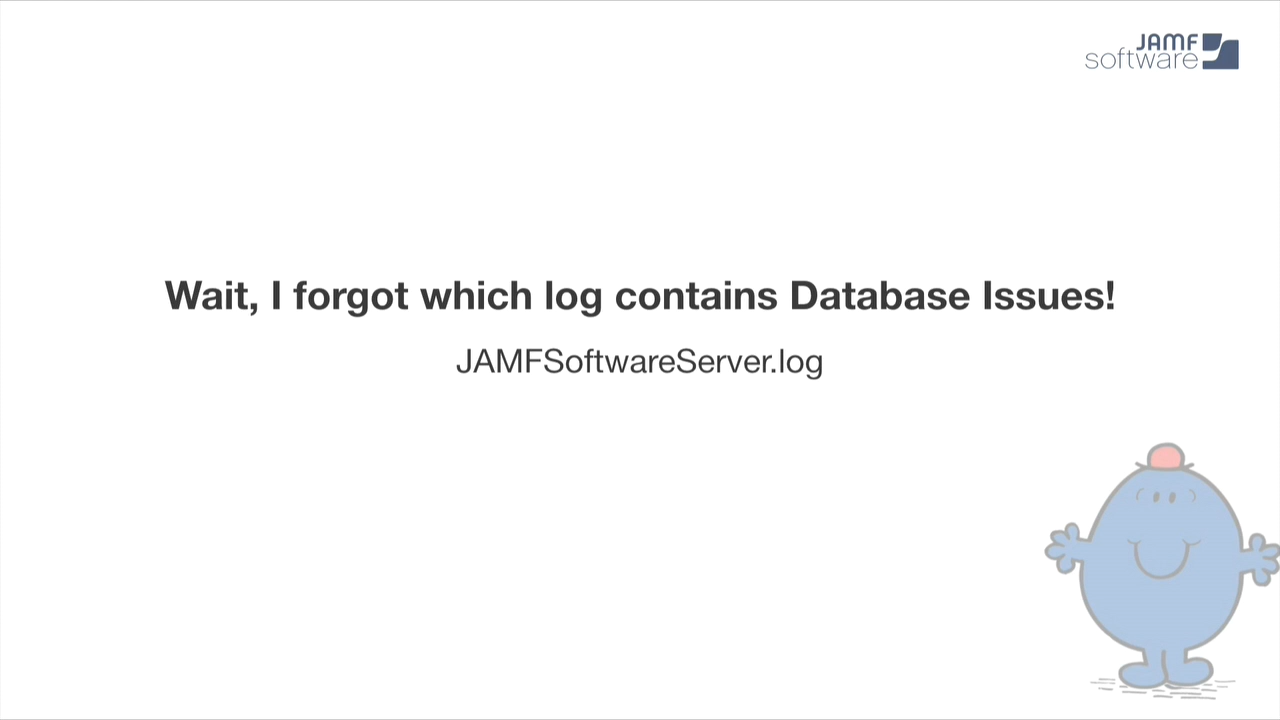 JAMF
software
Wait, I forgot which log contains Database Issues!
JAMFSoftwareServer.log